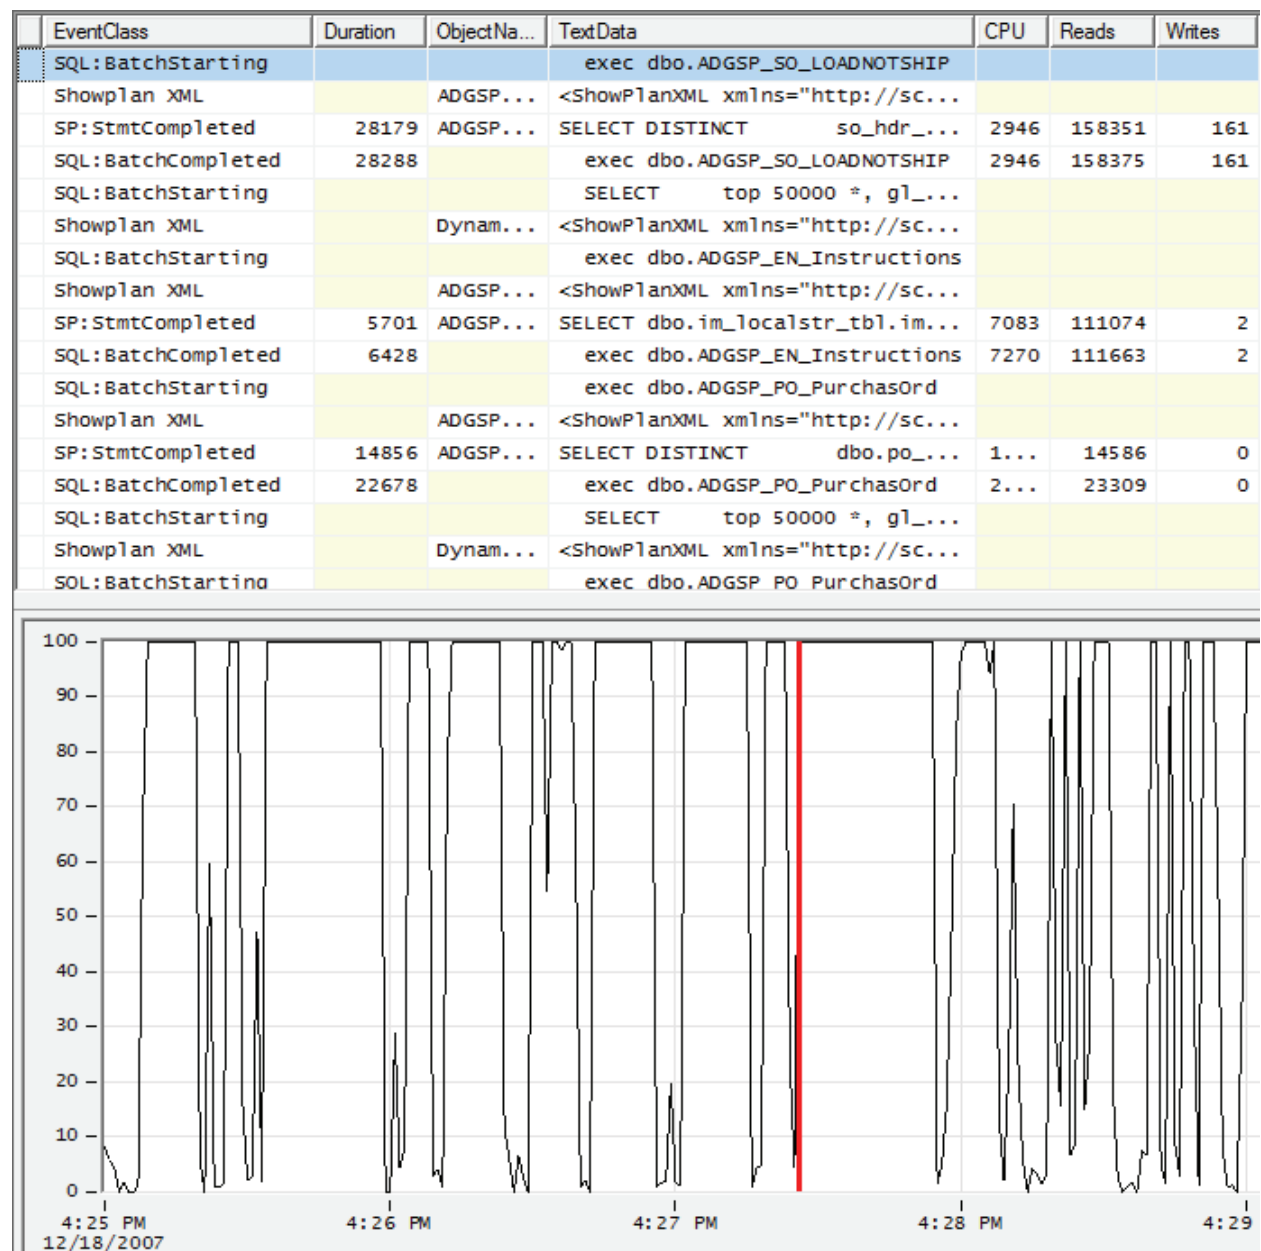 EventClass Duration ObjectNa... TextData CPU Reads Writes
SQL:BatchStarting exec dbo.ADGSP_SO_LOADNOTSHIP
Showplan XML ADGSP... <ShowPlanXML xmlns="http://sc...
SP:StmtCompleted 28179 ADGSP... SELECT DISTINCT so_hdr_... 2946 158351 161
SQL:BatchCompleted 28288 exec dbo.ADGSP_SO_LOADNOTSHIP 2946 158375 161
SQL:BatchStarting SELECT top 50000 *, gl_...
Showplan XML Dynam... <ShowPlanXML xmlns="http://sc...
SQL:BatchStarting exec dbo.ADGSP_EN_Instructions
Showplan XML ADGSP... <ShowPlanXML xmlns="http://sc...
SP:StmtCompleted 5701 ADGSP... SELECT dbo.im_localstr_tbl.im... 7083 111074 2
SQL:BatchCompleted 6428 exec dbo.ADGSP_EN_Instructions 7270 111663 2
SQL:BatchStarting exec dbo.ADGSP_PO_PurchasOrd
Showplan XML ADGSP... <ShowPlanXML xmlns="http://sc...
SP:StmtCompleted 14856 ADGSP... SELECT DISTINCT dbo.po_... 1... 14586 0
SQL:BatchCompleted 22678 exec dbo.ADGSP_PO_PurchasOrd 2... 23309 0
SQL:BatchStarting SELECT top 50000 *, gl_...
Showplan XML Dynam... <ShowPlanXML xmlns="http://sc...
SQL:BatchStarting exec dbo.ADGSP_PO_PurchasOrd
100
90
80
70
60
50
40
30
20
10
0
4:25 PM 4:26 PM 4:27 PM 4:28 PM 4:29
12/18/2007